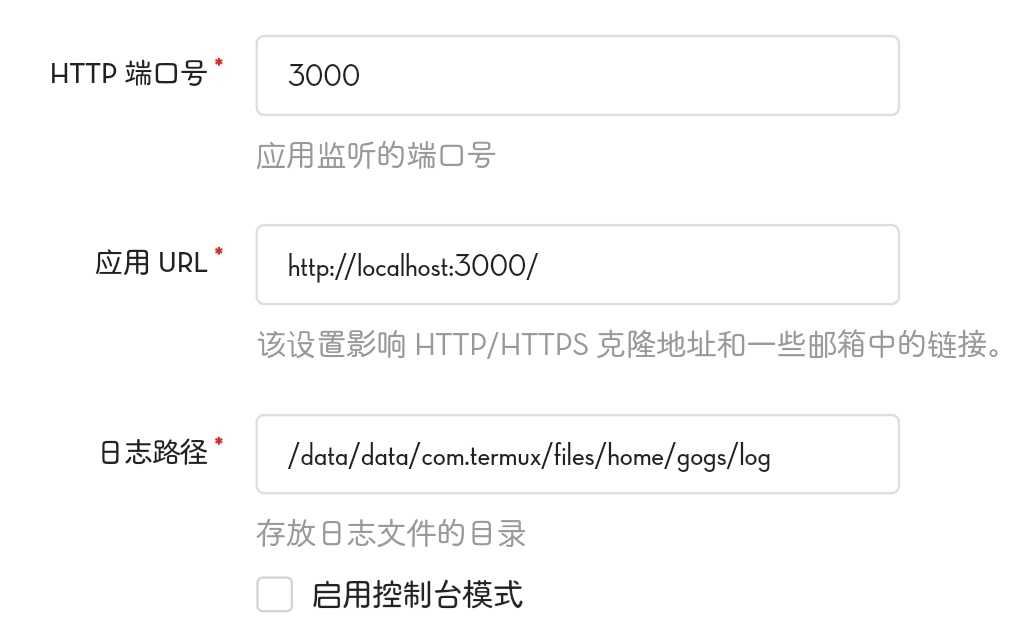 HTTP 端口号*
3000
应用监听的端口号
应用 URL*
http://localhost:3000/
该设置影响 HTTP/HTTPS 克隆地址和一些邮箱中的链接。
日志路径*
/data/data/com.termux/files/home/gogs/log
存放日志文件的目录
启用控制台模式